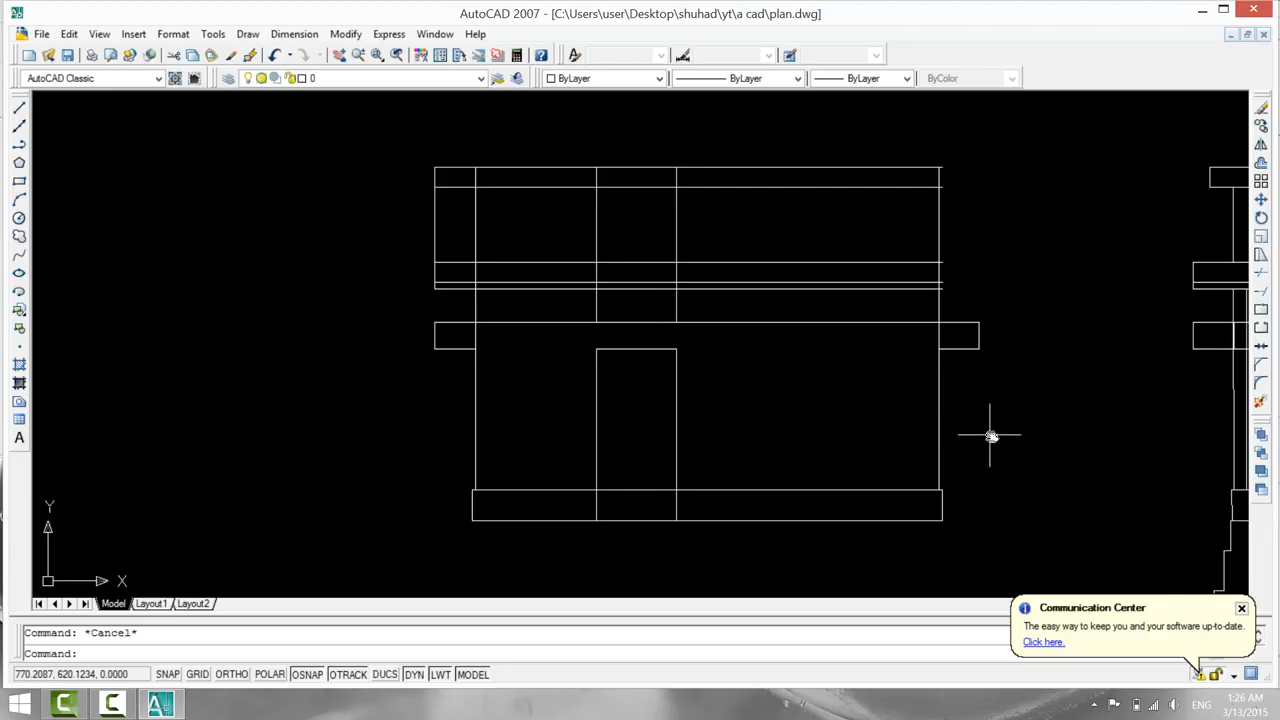 AutoCAD 2007 - [C:\Users\user\Desktop\shuhad\yt\a cad\plan.dwg]
File Edit View Insert Format Tools Draw Dimension Modify Express Window Help
AutoCAD Classic 0 ByLayer ByLayer ByLayer ByColor
A
Y
X
Model Layout1 Layout2
Communication Center
The easy way to keep you and your software up-to-date.
Click here.
Command: *Cancel*
Command:
770.2087, 620.1234, 0.0000 SNAP GRID ORTHO POLAR OSNAP OTRACK DUCS DYN LWT MODEL
ENG
1:26 AM
3/13/2015